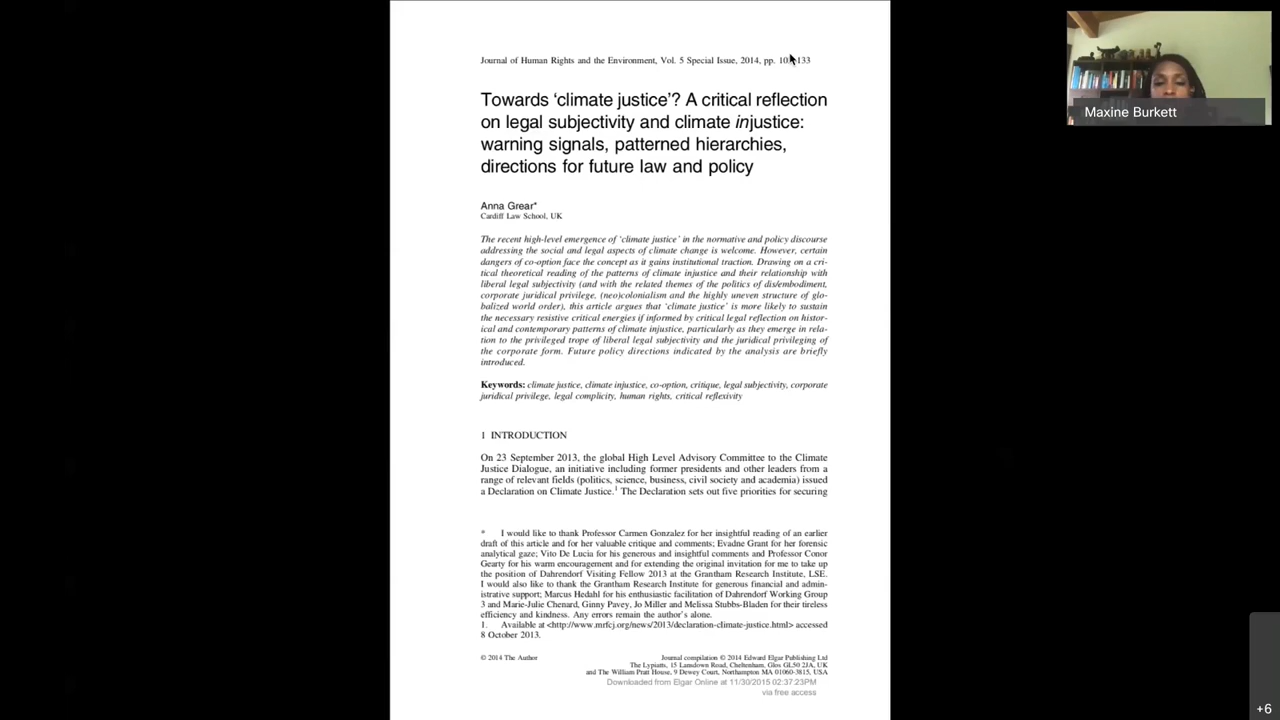 Journal of Human Rights and the Environment, Vol. 5 Special Issue, 2014, pp. 133
Towards ‘climate justice’? A critical reflection
on legal subjectivity and climate injustice:
warning signals, patterned hierarchies,
directions for future law and policy
Anna Grear*
Cardiff Law School, UK
The recent high-level emergence of ‘climate justice’ in the normative and policy discourse
addressing the social and legal aspects of climate change is welcome. However, certain
dangers of co-option face the concept as it gains institutional traction. Drawing on a cri-
tical theoretical reading of the patterns of climate injustice and their relationship with
liberal legal subjectivity (and with the related themes of the politics of dis/embodiment,
corporate juridical privilege, (neo)colonialism and the highly uneven structure of glo-
balized world order), this article argues that ‘climate justice’ is more likely to sustain
the necessary resistive critical energies if informed by critical legal reflection on histor-
ical and contemporary patterns of climate injustice, particularly as they emerge in rela-
tion to the privileged trope of liberal legal subjectivity and the juridical privileging of
the corporate form. Future policy directions indicated by the analysis are briefly
introduced.
Keywords: climate justice, climate injustice, co-option, critique, legal subjectivity, corporate
juridical privilege, legal complicity, human rights, critical reflexivity
1 INTRODUCTION
On 23 September 2013, the global High Level Advisory Committee to the Climate
Justice Dialogue, an initiative including former presidents and other leaders from a
range of relevant fields (politics, science, business, civil society and academia) issued
a Declaration on Climate Justice.1 The Declaration sets out five priorities for securing
* I would like to thank Professor Carmen Gonzalez for her insightful reading of an earlier
draft of this article and for her valuable critique and comments; Evadne Grant for her forensic
analytical gaze; Vito De Lucia for his generous and insightful comments and Professor Conor
Gearty for his warm encouragement and for extending the original invitation for me to take up
the position of Dahrendorf Visiting Fellow 2013 at the Grantham Research Institute, LSE.
I would also like to thank the Grantham Research Institute for generous financial and admin-
istrative support; Marcus Hedahl for his enthusiastic facilitation of Dahrendorf Working Group
3 and Marie-Julie Chenard, Ginny Pavey, Jo Miller and Melissa Stubbs-Bladen for their tireless
efficiency and kindness. Any errors remain the author’s alone.
1. Available at <http://www.mrfcj.org/news/2013/declaration-climate-justice.html> accessed
8 October 2013.
© 2014 The Author
Journal compilation © 2014 Edward Elgar Publishing Ltd
The Lypiatts, 15 Lansdown Road, Cheltenham, Glos GL50 2JA, UK
and The William Pratt House, 9 Dewey Court, Northampton MA 01060-3815, USA
Downloaded from Elgar Online at 11/30/2015 02:37:23PM
via free access
Maxine Burkett
+6